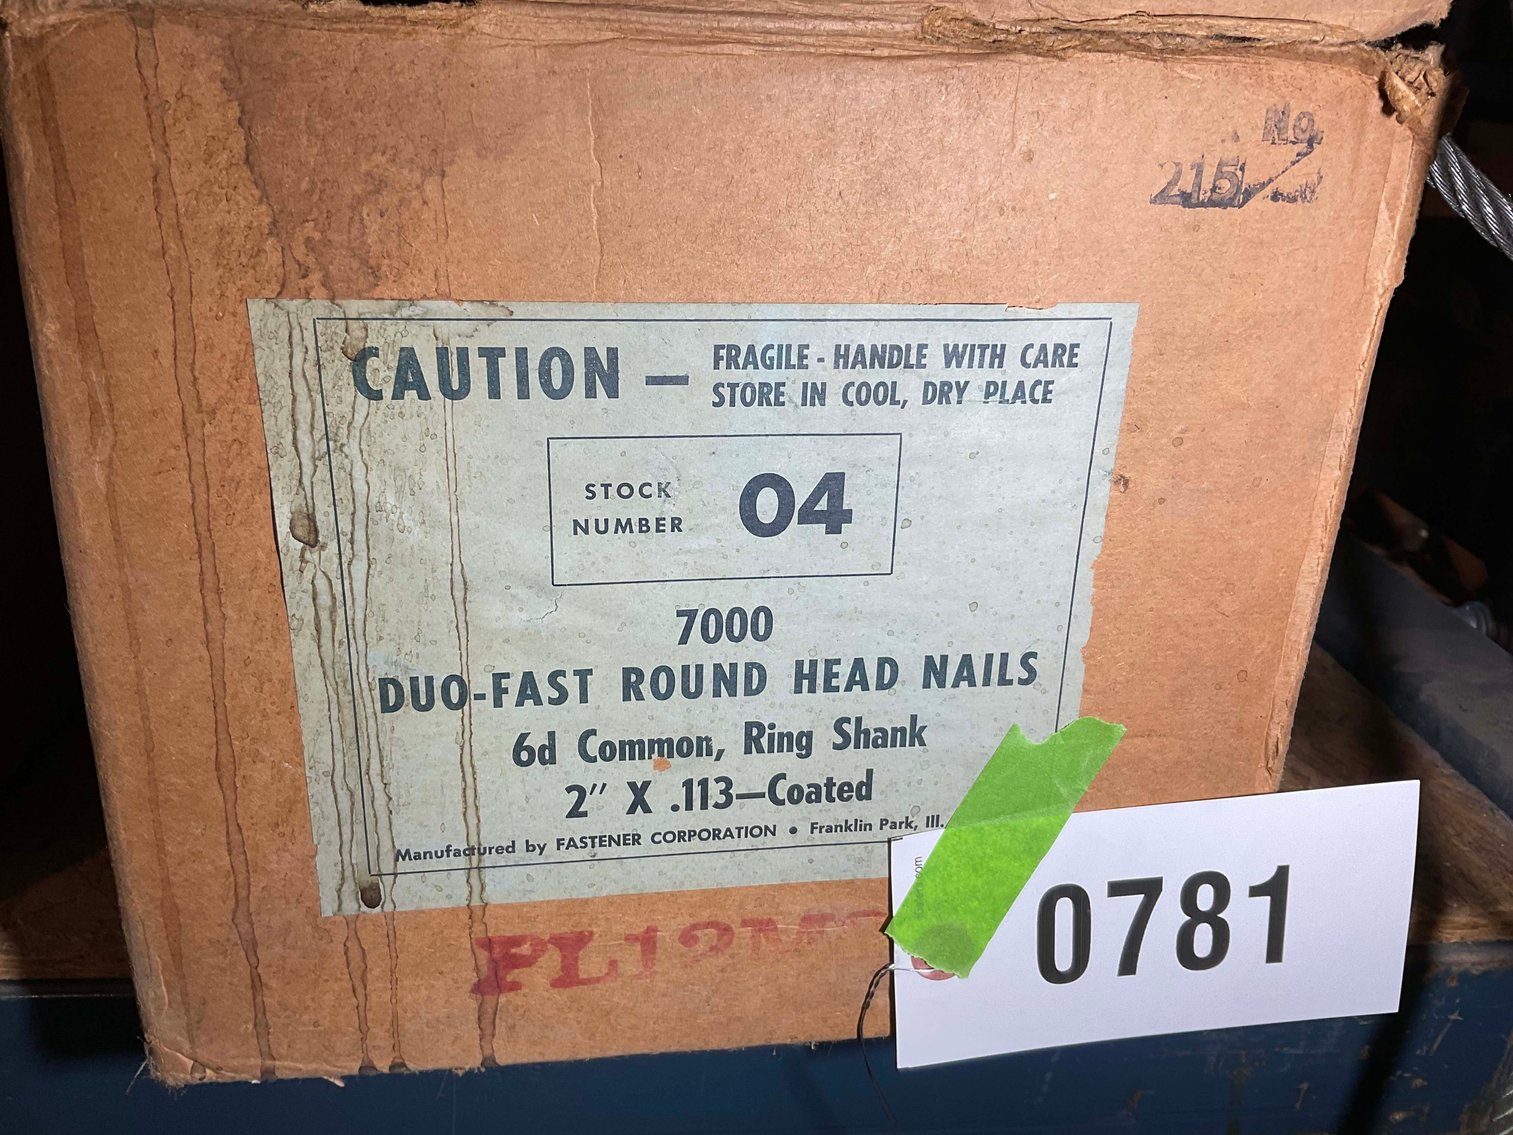 No.
215
CAUTION — FRAGILE - HANDLE WITH CARE
STORE IN COOL, DRY PLACE
STOCK NUMBER 04
7000
DUO-FAST ROUND HEAD NAILS
6d Common, Ring Shank
2" X .113—Coated
Manufactured by FASTENER CORPORATION • Franklin Park, Ill.
0781